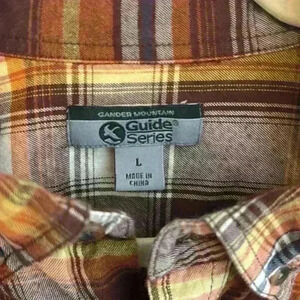 GANDER MOUNTAIN
Guide®
Series
L
MADE IN
CHINA